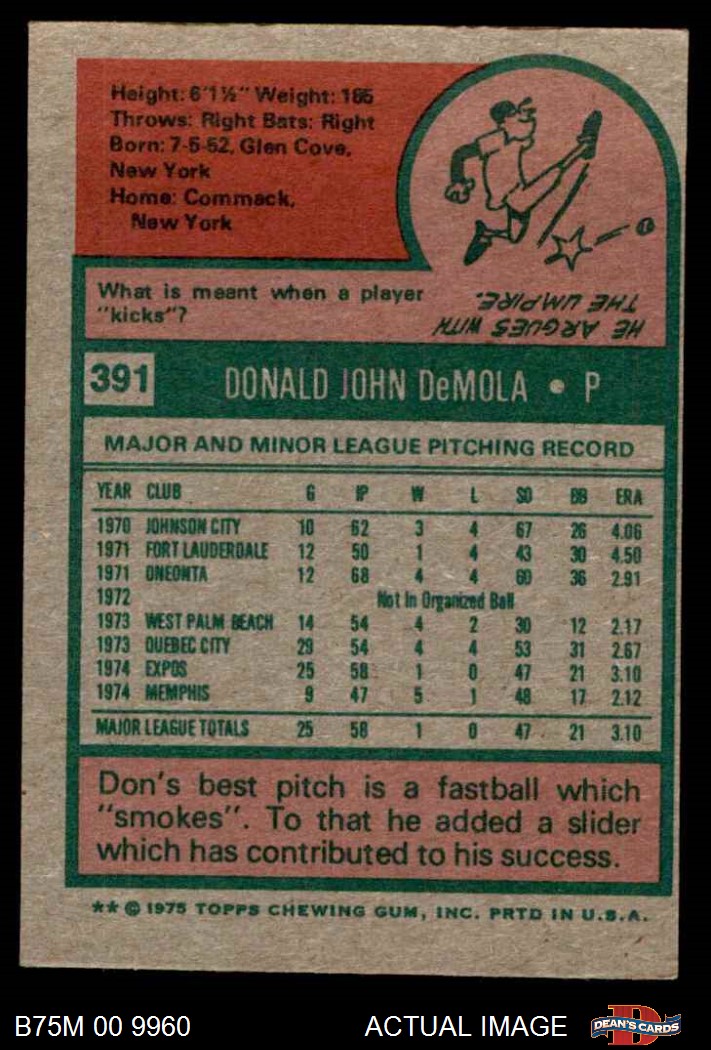 Height: 6'1½" Weight: 185
Throws: Right Bats: Right
Born: 7-5-52, Glen Cove,
New York
Home: Commack,
New York
What is meant when a player
"kicks"?
HE ARGUES WITH
THE UMPIRE.
391 DONALD JOHN DeMOLA • P
MAJOR AND MINOR LEAGUE PITCHING RECORD
YEAR CLUB G IP W L SO BB ERA
1970 JOHNSON CITY 10 62 3 4 67 26 4.06
1971 FORT LAUDERDALE 12 50 1 4 43 30 4.50
1971 ONEONTA 12 68 4 4 60 36 2.91
1972 Not In Organized Ball
1973 WEST PALM BEACH 14 54 4 2 30 12 2.17
1973 QUEBEC CITY 29 54 4 4 53 31 2.67
1974 EXPOS 25 58 1 0 47 21 3.10
1974 MEMPHIS 9 47 5 1 48 17 2.12
MAJOR LEAGUE TOTALS 25 58 1 0 47 21 3.10
Don's best pitch is a fastball which
"smokes". To that he added a slider
which has contributed to his success.
** © 1975 TOPPS CHEWING GUM, INC. PRTD IN U.S.A.
B75M 00 9960 ACTUAL IMAGE DEAN'S CARDS